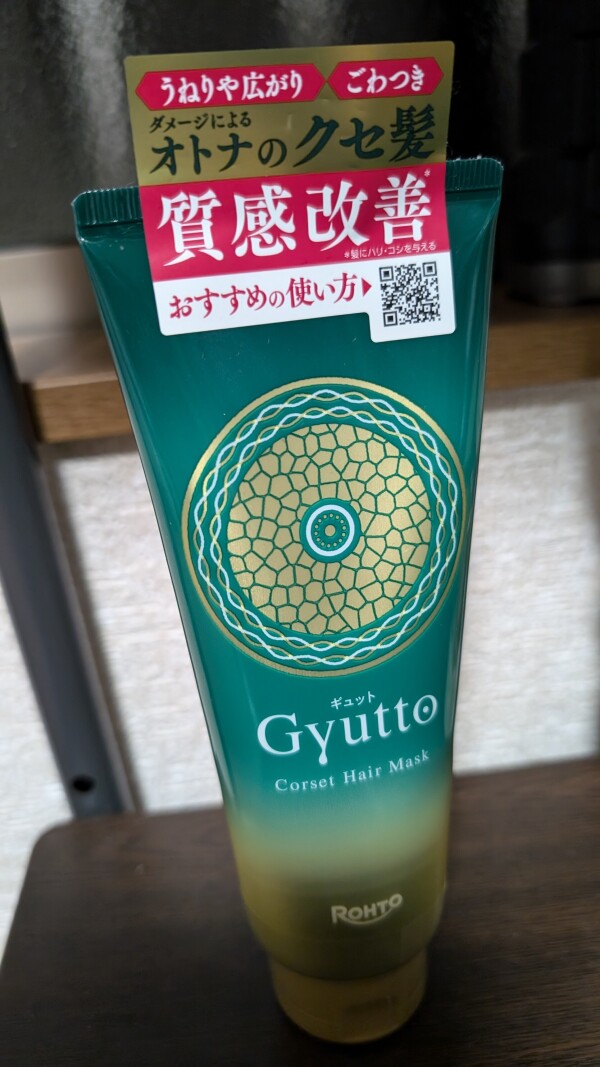 うねりや広がり ごわつき
ダメージによる
オトナのクセ髪
質感改善*
*髪にハリ・コシを与える
おすすめの使い方▶
ギュット
Gyutto
Corset Hair Mask
ROHTO